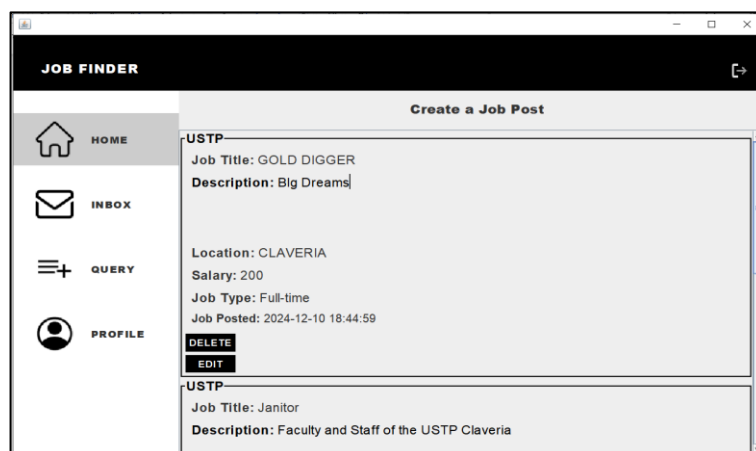 JOB FINDER
HOME
INBOX
QUERY
PROFILE
Create a Job Post
USTP
Job Title: GOLD DIGGER
Description: BIg Dreams
Location: CLAVERIA
Salary: 200
Job Type: Full-time
Job Posted: 2024-12-10 18:44:59
DELETE
EDIT
USTP
Job Title: Janitor
Description: Faculty and Staff of the USTP Claveria